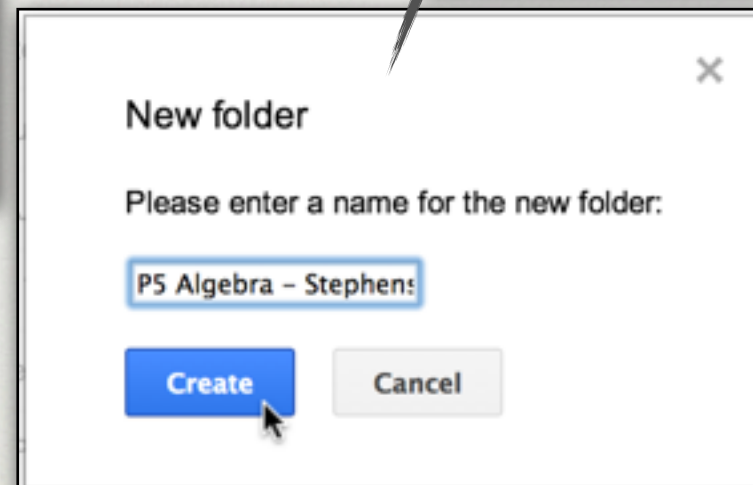 New folder
Please enter a name for the new folder:
P5 Algebra – Stephens
Create Cancel